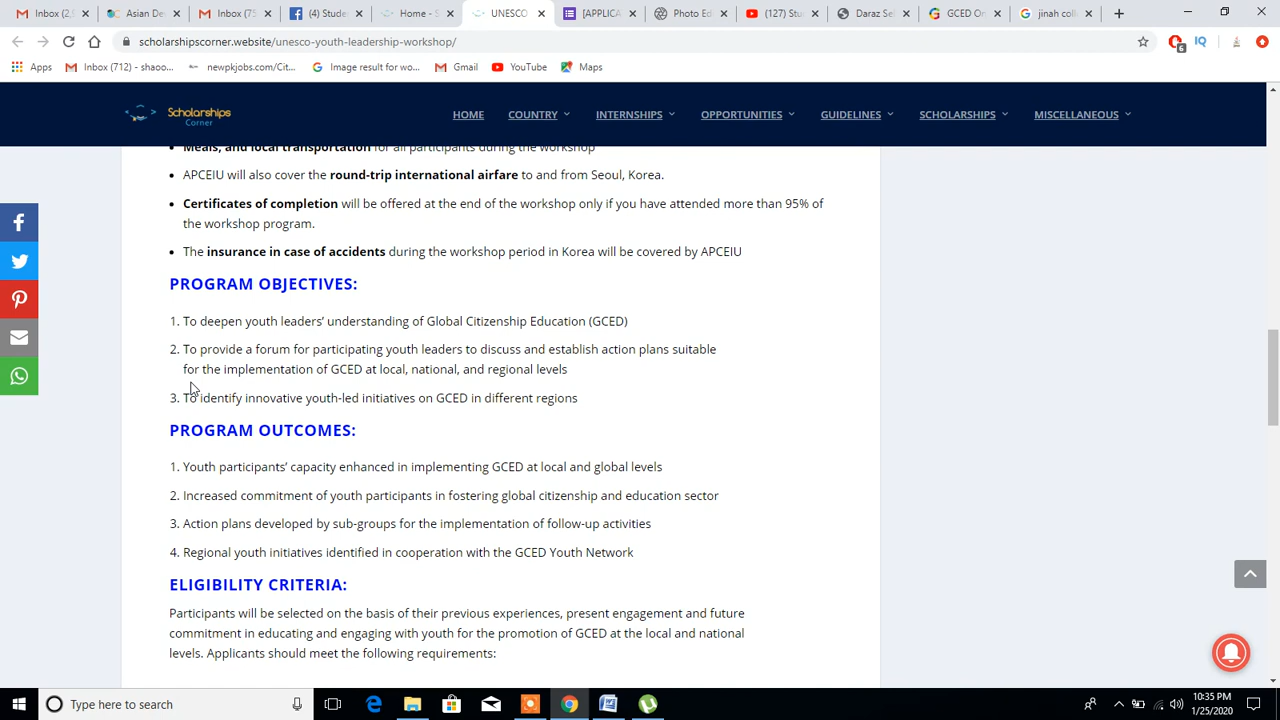 Inbox (2,
Asian De
Inbox (75
(4) Stude
Home - S
UNESCO
[APPLICA
Photo Ed
(127) Stu
Daraz Sel
GCED On
jinah coll
scholarshipscorner.website/unesco-youth-leadership-workshop/
6
Apps
Inbox (712) - shaoo...
newpkjobs.com/Cit...
Image result for wo...
Gmail
YouTube
Maps
Scholarships
Corner
HOME
COUNTRY
INTERNSHIPS
OPPORTUNITIES
GUIDELINES
SCHOLARSHIPS
MISCELLANEOUS
Meals, and local transportation for all participants during the workshop
APCEIU will also cover the round-trip international airfare to and from Seoul, Korea.
Certificates of completion will be offered at the end of the workshop only if you have attended more than 95% of
the workshop program.
The insurance in case of accidents during the workshop period in Korea will be covered by APCEIU
PROGRAM OBJECTIVES:
1. To deepen youth leaders' understanding of Global Citizenship Education (GCED)
2. To provide a forum for participating youth leaders to discuss and establish action plans suitable
for the implementation of GCED at local, national, and regional levels
3. To identify innovative youth-led initiatives on GCED in different regions
PROGRAM OUTCOMES:
1. Youth participants' capacity enhanced in implementing GCED at local and global levels
2. Increased commitment of youth participants in fostering global citizenship and education sector
3. Action plans developed by sub-groups for the implementation of follow-up activities
4. Regional youth initiatives identified in cooperation with the GCED Youth Network
ELIGIBILITY CRITERIA:
Participants will be selected on the basis of their previous experiences, present engagement and future
commitment in educating and engaging with youth for the promotion of GCED at the local and national
levels. Applicants should meet the following requirements:
Type here to search
10:35 PM
1/25/2020